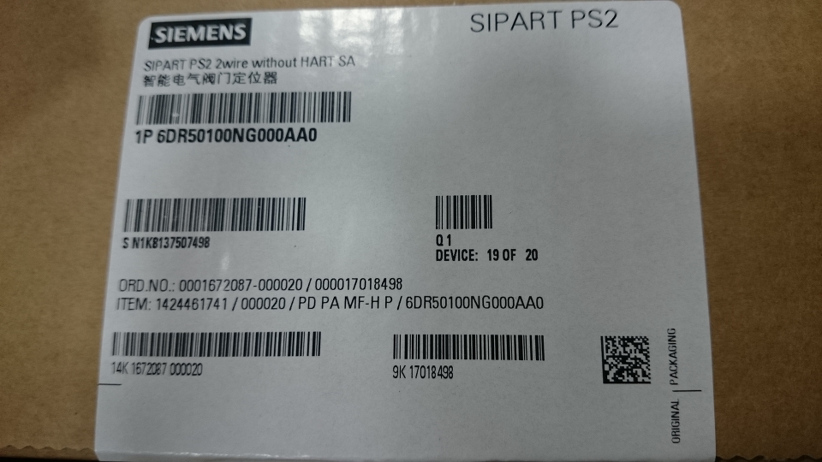 SIEMENS
SIPART PS2
SIPART PS2 2wire without HART SA
智能电气阀门定位器
1P 6DR50100NG000AA0
S N1KB137507498
Q 1
DEVICE: 19 OF 20
ORD.NO.: 0001672087-000020 / 000017018498
ITEM: 1424461741 / 000020 / PD PA MF-H P / 6DR50100NG000AA0
14K 1672087 000020
9K 17018498
ORIGINAL PACKAGING